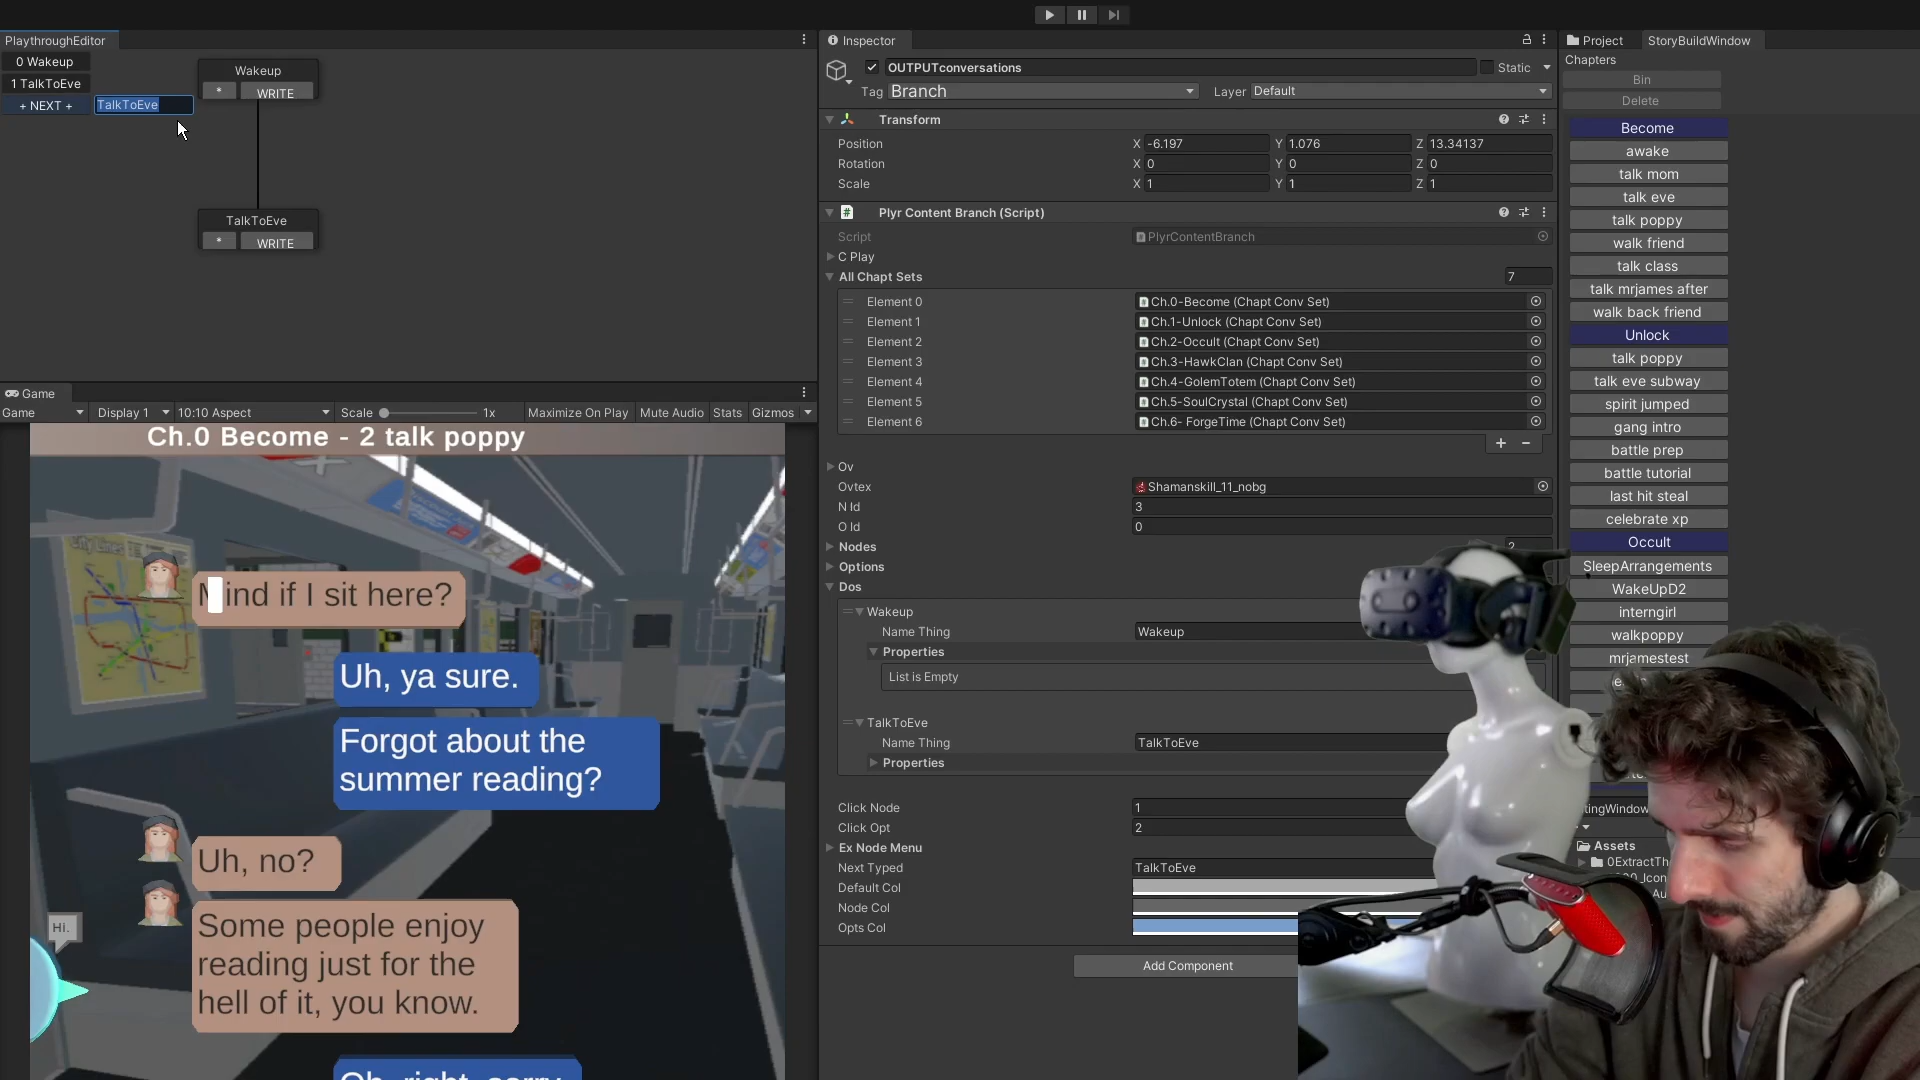 PlaythroughEditor
0 Wakeup
1 TalkToEve
+ NEXT +
TalkToEve
Wakeup
*
WRITE
TalkToEve
*
WRITE
Game
Game
Display 1
10:10 Aspect
Scale
1x
Maximize On Play
Mute Audio
Stats
Gizmos
Ch.0 Become - 2 talk poppy
City Lines
Mind if I sit here?
Uh, ya sure.
Forgot about the
summer reading?
Uh, no?
Some people enjoy
reading just for the
hell of it, you know.
Hi.
Oh, right, sorry
Inspector
OUTPUTconversations
Static
Tag
Branch
Layer
Default
Transform
Position
X -6.197
Y 1.076
Z 13.34137
Rotation
X 0
Y 0
Z 0
Scale
X 1
Y 1
Z 1
# Plyr Content Branch (Script)
Script
PlyrContentBranch
C Play
All Chapt Sets
7
Element 0
Ch.0-Become (Chapt Conv Set)
Element 1
Ch.1-Unlock (Chapt Conv Set)
Element 2
Ch.2-Occult (Chapt Conv Set)
Element 3
Ch.3-HawkClan (Chapt Conv Set)
Element 4
Ch.4-GolemTotem (Chapt Conv Set)
Element 5
Ch.5-SoulCrystal (Chapt Conv Set)
Element 6
Ch.6- ForgeTime (Chapt Conv Set)
+ −
Ov
Ovtex
Shamanskill_11_nobg
N Id
3
O Id
0
Nodes
2
Options
Dos
Wakeup
Name Thing
Wakeup
Properties
List is Empty
TalkToEve
Name Thing
TalkToEve
Properties
Click Node
1
Click Opt
2
Ex Node Menu
Next Typed
TalkToEve
Default Col
Node Col
Opts Col
Add Component
Project
StoryBuildWindow
Chapters
Bin
Delete
Become
awake
talk mom
talk eve
talk poppy
walk friend
talk class
talk mrjames after
walk back friend
Unlock
talk poppy
talk eve subway
spirit jumped
gang intro
battle prep
battle tutorial
last hit steal
celebrate xp
Occult
SleepArrangements
WakeUpD2
interngirl
walkpoppy
mrjamestest
tingWindow
Assets
0ExtractTh
_Icon
Au